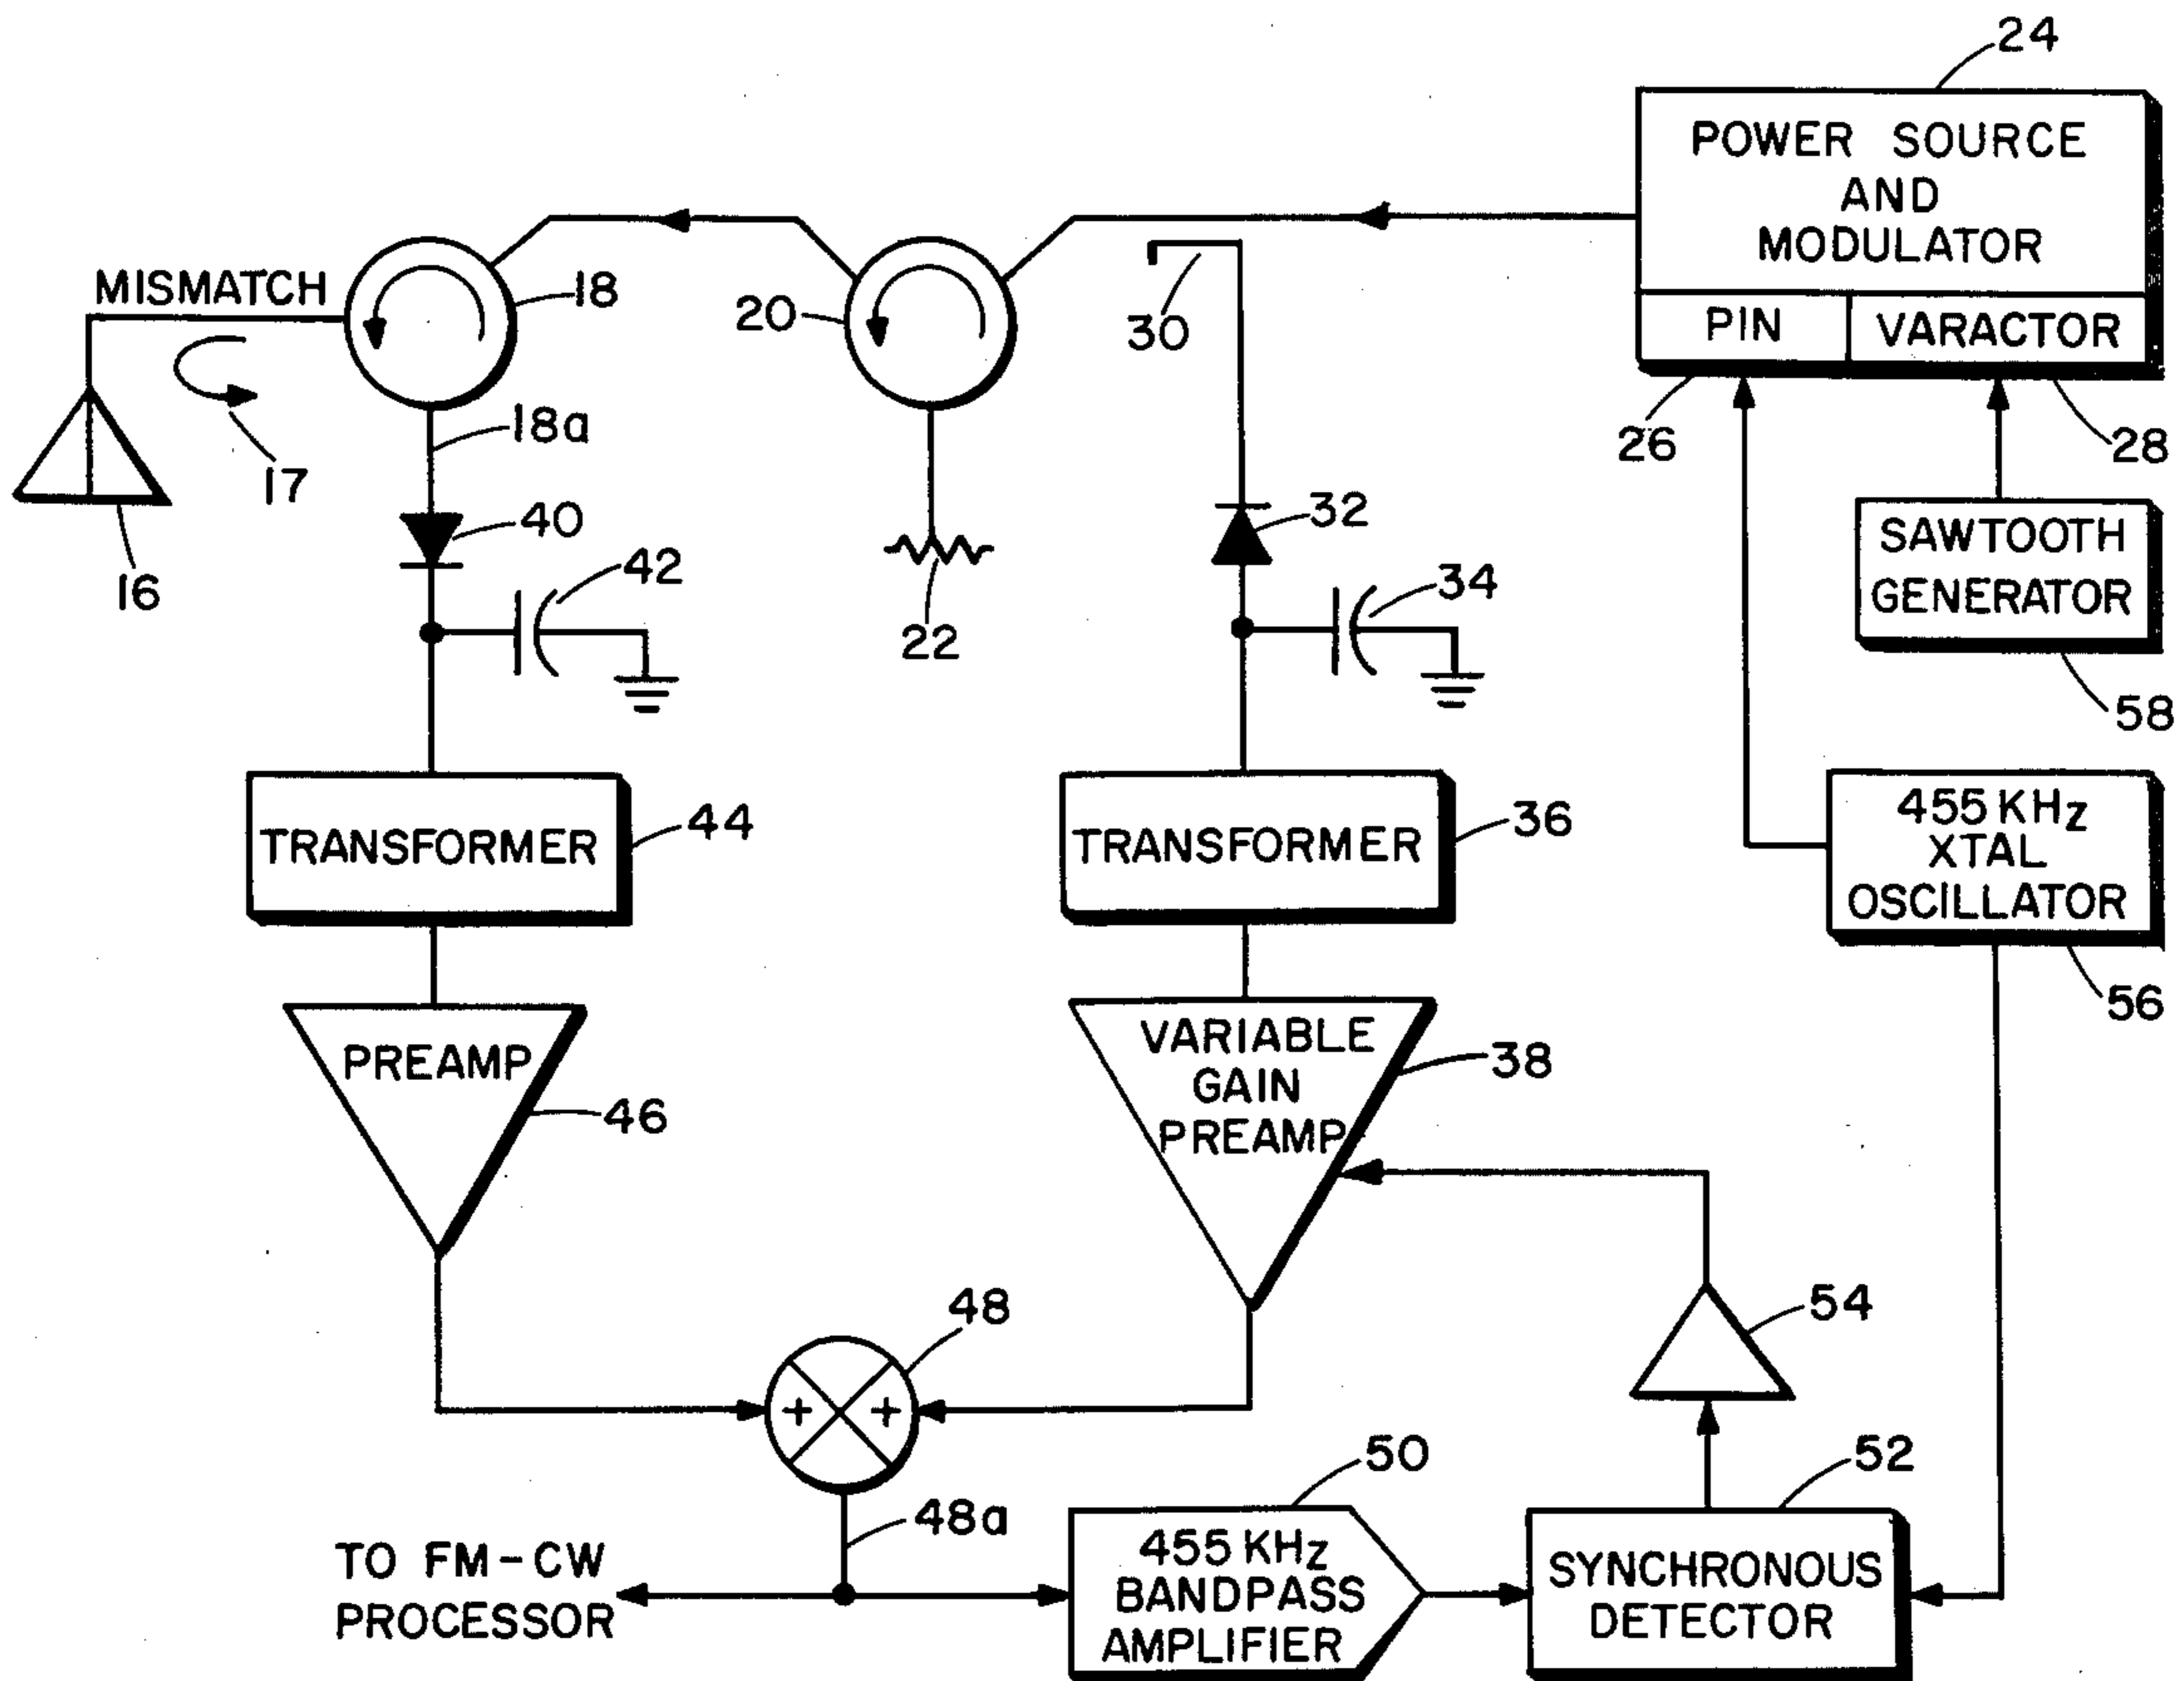 24
POWER SOURCE
AND
MODULATOR
PIN
VARACTOR
26
28
MISMATCH
18
20
30
17
18a
16
40
42
22
32
34
SAWTOOTH
GENERATOR
58
TRANSFORMER
44
TRANSFORMER
36
455 KHz
XTAL
OSCILLATOR
56
PREAMP
46
VARIABLE
GAIN
PREAMP
38
48
+
+
54
48a
50
52
TO FM-CW
PROCESSOR
455 KHz
BANDPASS
AMPLIFIER
SYNCHRONOUS
DETECTOR